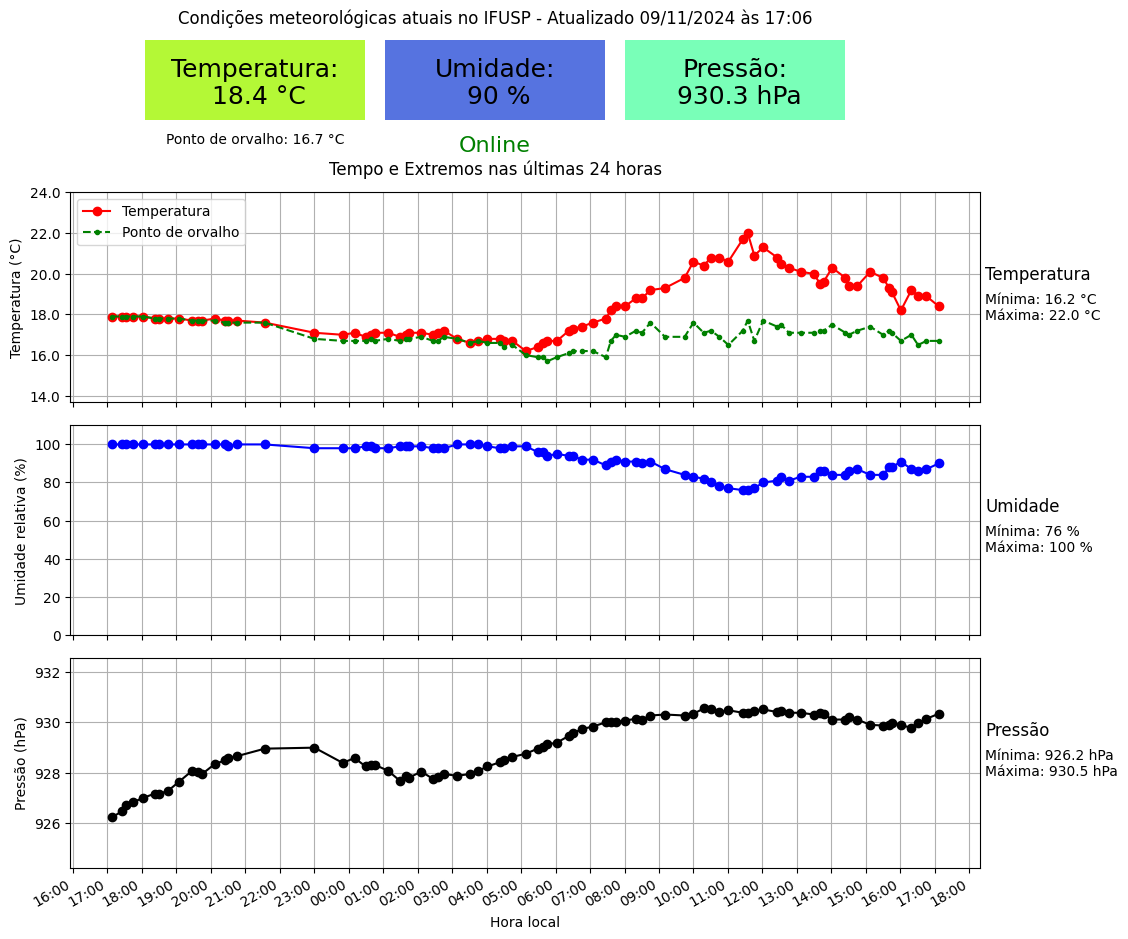 Condições meteorológicas atuais no IFUSP - Atualizado 09/11/2024 às 17:06
Temperatura:
18.4 °C
Umidade:
90 %
Pressão:
930.3 hPa
Ponto de orvalho: 16.7 °C
Online
Tempo e Extremos nas últimas 24 horas
24.0
22.0
20.0
18.0
16.0
14.0
Temperatura (°C)
Temperatura
Ponto de orvalho
Temperatura
Mínima: 16.2 °C
Máxima: 22.0 °C
100
80
60
40
20
0
Umidade relativa (%)
Umidade
Mínima: 76 %
Máxima: 100 %
932
930
928
926
Pressão (hPa)
Pressão
Mínima: 926.2 hPa
Máxima: 930.5 hPa
16:00 17:00 18:00 19:00 20:00 21:00 22:00 23:00 00:00 01:00 02:00 03:00 04:00 05:00 06:00 07:00 08:00 09:00 10:00 11:00 12:00 13:00 14:00 15:00 16:00 17:00 18:00
Hora local